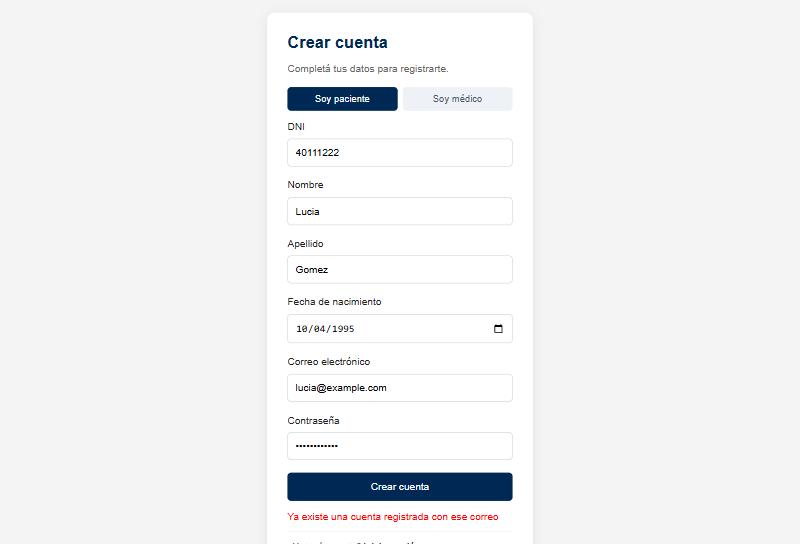 Crear cuenta
Completá tus datos para registrarte.
Soy paciente
Soy médico
DNI
40111222
Nombre
Lucia
Apellido
Gomez
Fecha de nacimiento
10/04/1995
Correo electrónico
lucia@example.com
Contraseña
••••••••••••
Crear cuenta
Ya existe una cuenta registrada con ese correo